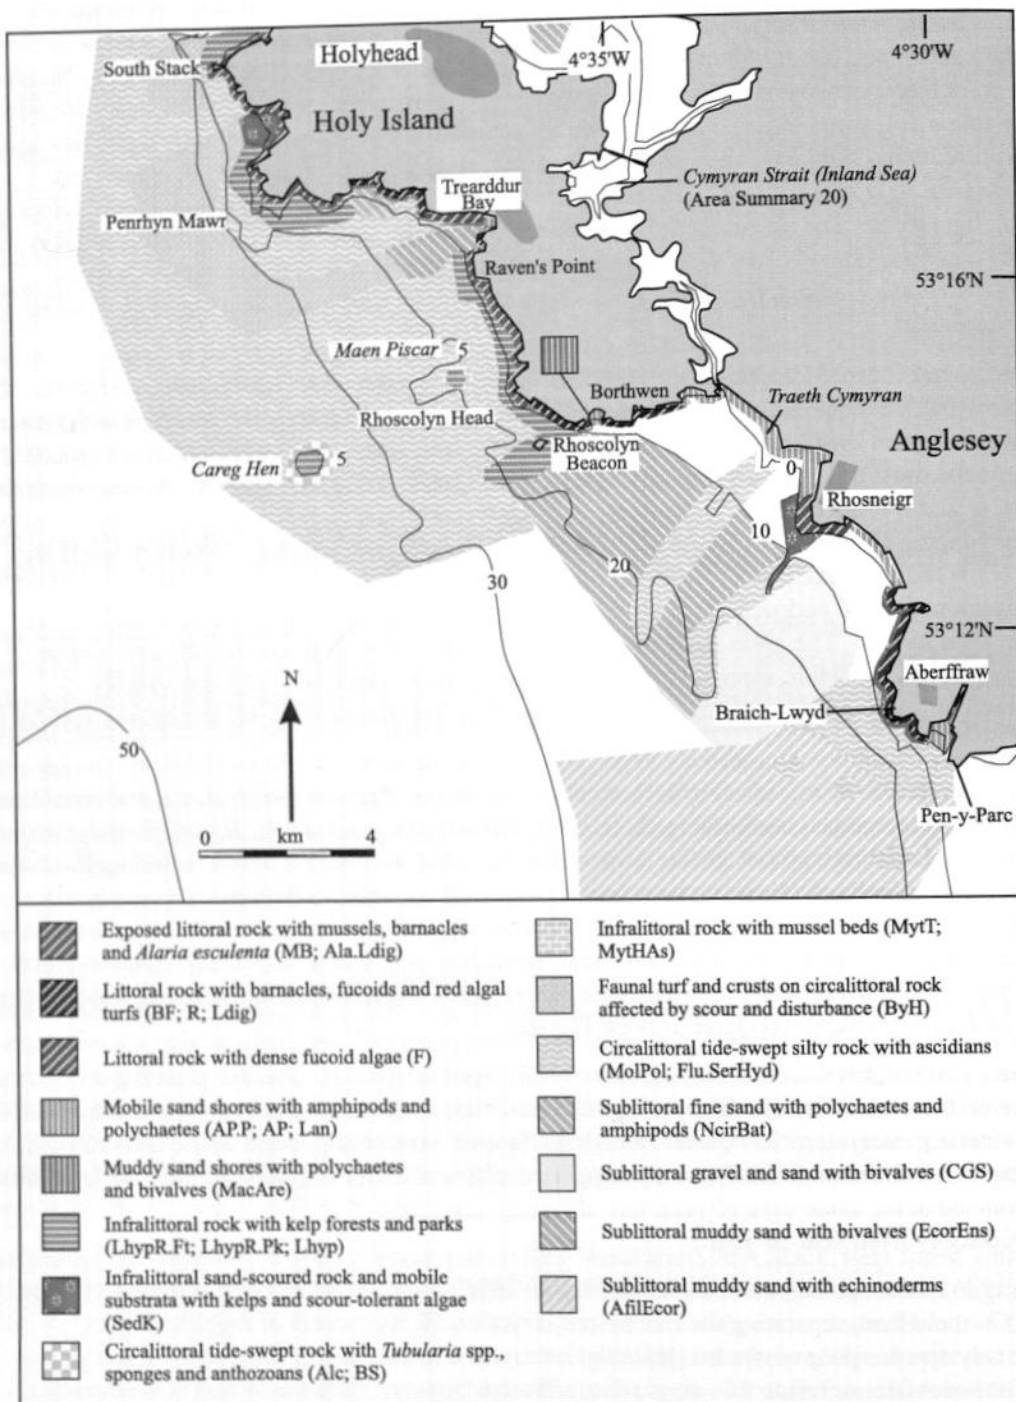 South Stack
Holyhead
4°35'W
4°30'W
Holy Island
Cymyran Strait (Inland Sea)
(Area Summary 20)
Trearddur
Bay
Penrhyn Mawr
Raven's Point
53°16'N
Maen Piscar
5
Borthwen
Traeth Cymyran
Rhoscolyn Head
Anglesey
Rhoscolyn
Beacon
Careg Hen
5
0
Rhosneigr
10
20
30
53°12'N
N
Aberffraw
Braich-Lwyd
50
Pen-y-Parc
0 km 4
Exposed littoral rock with mussels, barnacles
and Alaria esculenta (MB; Ala.Ldig)
Littoral rock with barnacles, fucoids and red algal
turfs (BF; R; Ldig)
Littoral rock with dense fucoid algae (F)
Mobile sand shores with amphipods and
polychaetes (AP.P; AP; Lan)
Muddy sand shores with polychaetes
and bivalves (MacAre)
Infralittoral rock with kelp forests and parks
(LhypR.Ft; LhypR.Pk; Lhyp)
Infralittoral sand-scoured rock and mobile
substrata with kelps and scour-tolerant algae
(SedK)
Circalittoral tide-swept rock with Tubularia spp.,
sponges and anthozoans (Alc; BS)
Infralittoral rock with mussel beds (MytT;
MytHAs)
Faunal turf and crusts on circalittoral rock
affected by scour and disturbance (ByH)
Circalittoral tide-swept silty rock with ascidians
(MolPol; Flu.SerHyd)
Sublittoral fine sand with polychaetes and
amphipods (NcirBat)
Sublittoral gravel and sand with bivalves (CGS)
Sublittoral muddy sand with bivalves (EcorEns)
Sublittoral muddy sand with echinoderms
(AfilEcor)